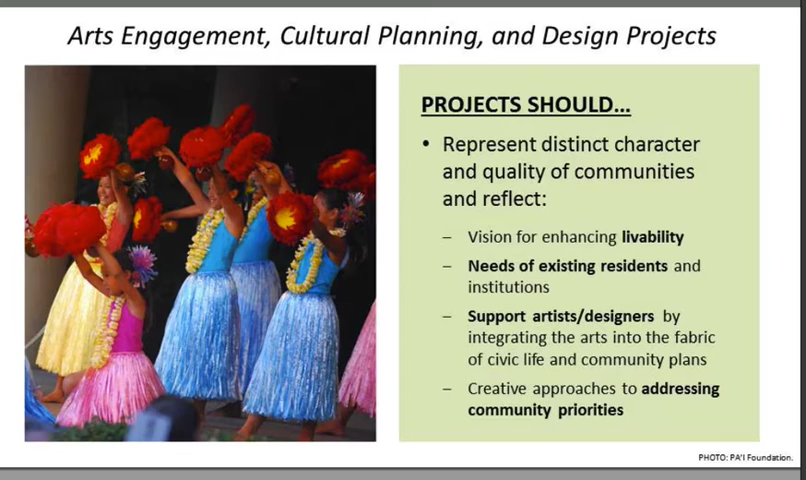 Arts Engagement, Cultural Planning, and Design Projects
PROJECTS SHOULD...
• Represent distinct character
and quality of communities
and reflect:
– Vision for enhancing livability
– Needs of existing residents and
institutions
– Support artists/designers by
integrating the arts into the fabric
of civic life and community plans
– Creative approaches to addressing
community priorities
PHOTO: PA'I Foundation.